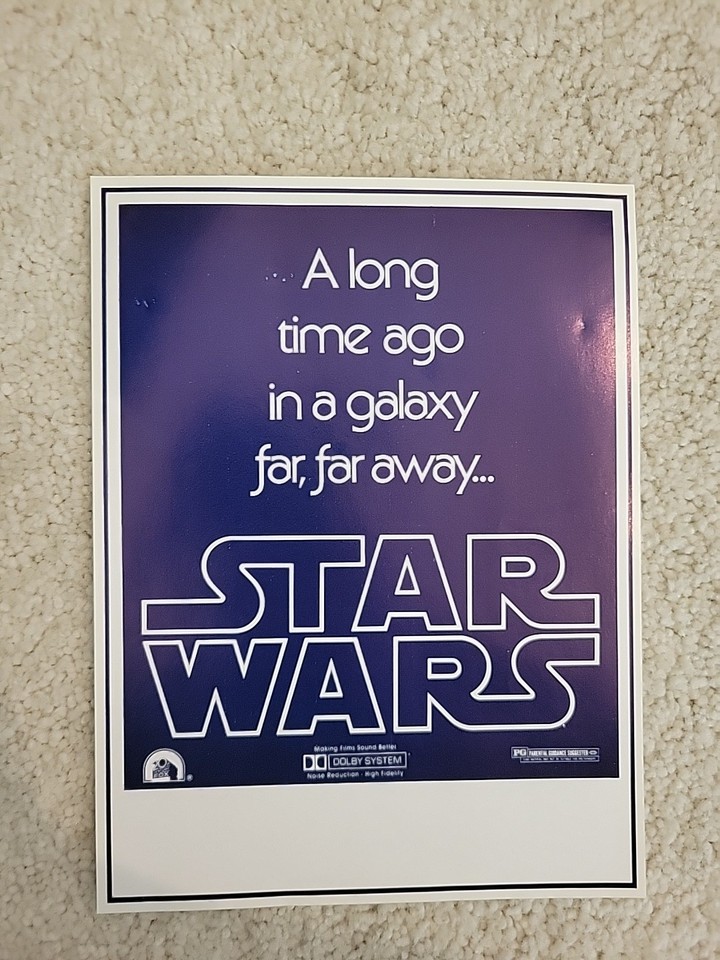 A long
time ago
in a galaxy
far, far away...
STAR
WARS
Making Films Sound Better
DOLBY SYSTEM
Noise Reduction · High Fidelity
PG PARENTAL GUIDANCE SUGGESTED
FOX
®